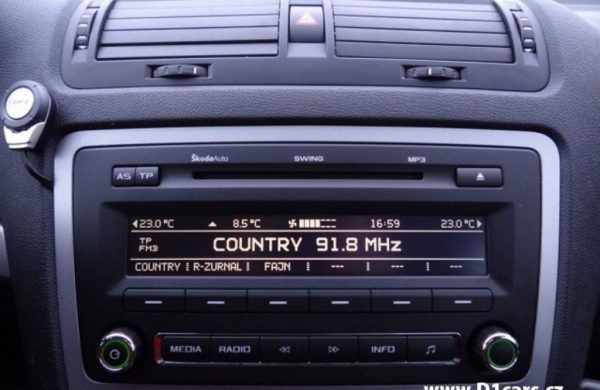 ŠkodaAuto SWING MP3
AS TP
23.0 °C 8.5°C 16:59 23.0 °C
TP
FM3
COUNTRY 91.8 MHz
COUNTRY R-ZURNAL FAJN --- --- ---
MEDIA RADIO INFO
www.D1cars.cz